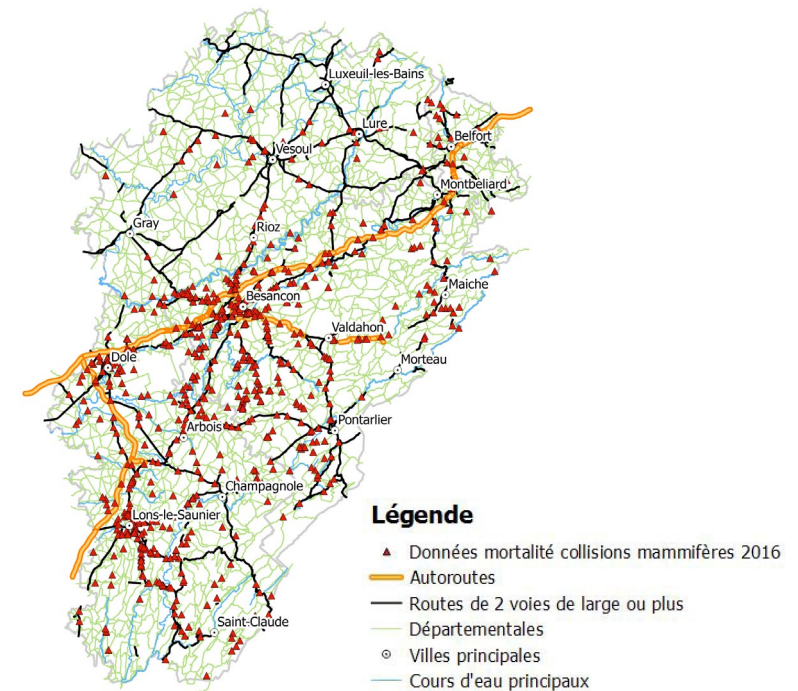 Luxeuil-les-Bains
Lure
Belfort
Vesoul
Montbéliard
Gray
Rioz
Maiche
Besancon
Valdahon
Morteau
Dole
Pontarlier
Arbois
Champagnole
Lons-le-Saunier
Saint-Claude
Légende
Données mortalité collisions mammifères 2016
Autoroutes
Routes de 2 voies de large ou plus
Départementales
Villes principales
Cours d'eau principaux